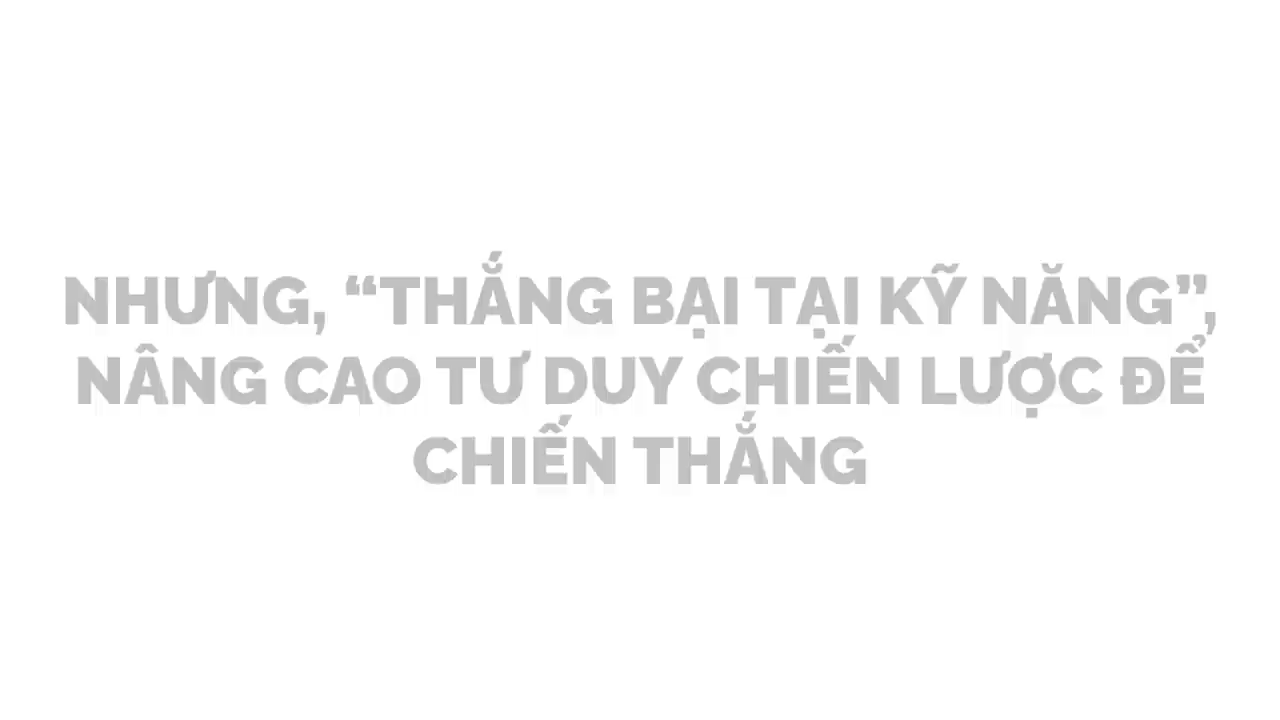 NHƯNG, “THẮNG BẠI TẠI KỸ NĂNG”,
NÂNG CAO TƯ DUY CHIẾN LƯỢC ĐỂ
CHIẾN THẮNG